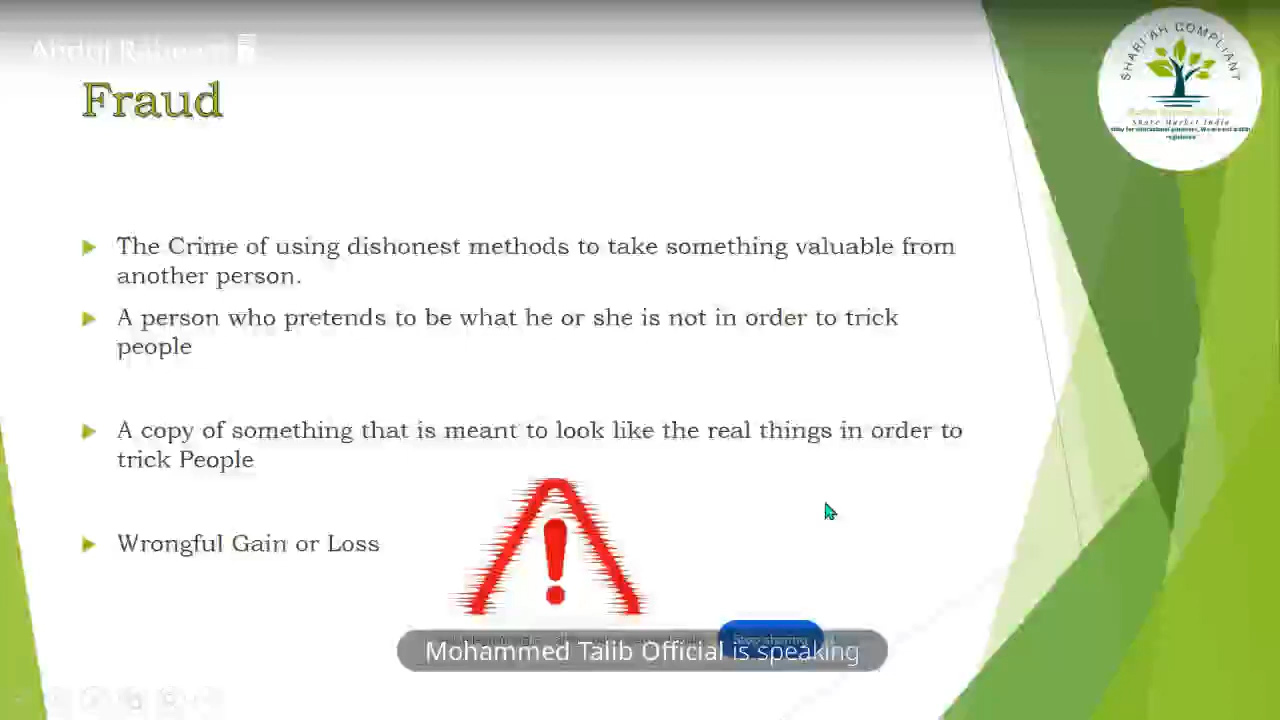 Fraud
SHARI'AH COMPLIANT
Share Market India
The Crime of using dishonest methods to take something valuable from
another person.
A person who pretends to be what he or she is not in order to trick
people
A copy of something that is meant to look like the real things in order to
trick People
Wrongful Gain or Loss
Stop sharing
Mohammed Talib Official is speaking